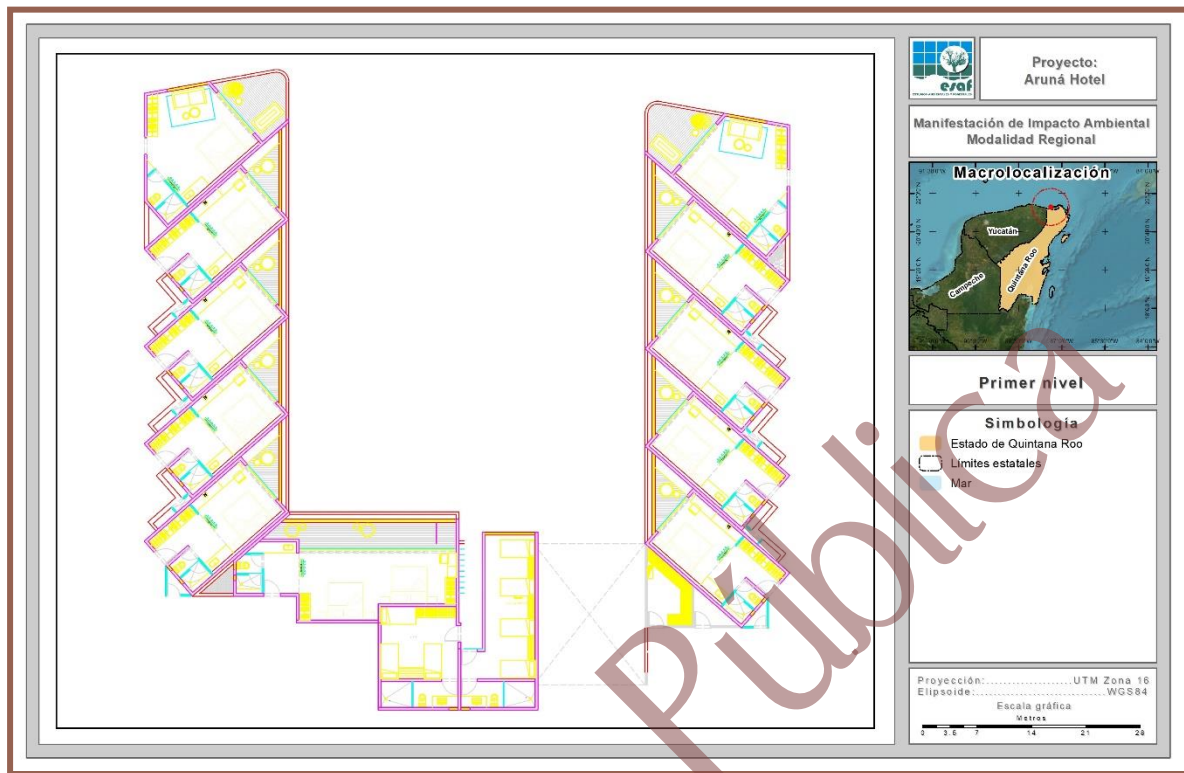 esaf
Proyecto:
Aruná Hotel
Manifestación de Impacto Ambiental
Modalidad Regional
Macrolocalización
Yucatán
Quintana Roo
Campeche
Primer nivel
Simbología
Estado de Quintana Roo
Límites estatales
Mar
Pública
Proyección:....................UTM Zona 16
Elipsoide:.............................WGS84
Escala gráfica
Metros
0 3.5 7 14 21 28